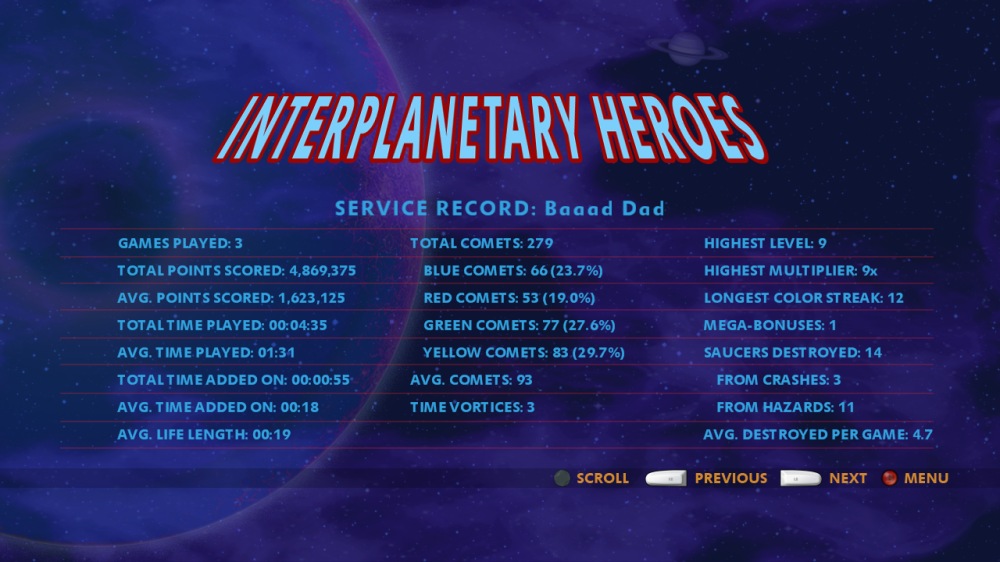 INTERPLANETARY HEROES
SERVICE RECORD: Baaad Dad
GAMES PLAYED: 3
TOTAL POINTS SCORED: 4,869,375
AVG. POINTS SCORED: 1,623,125
TOTAL TIME PLAYED: 00:04:35
AVG. TIME PLAYED: 01:31
TOTAL TIME ADDED ON: 00:00:55
AVG. TIME ADDED ON: 00:18
AVG. LIFE LENGTH: 00:19
TOTAL COMETS: 279
BLUE COMETS: 66 (23.7%)
RED COMETS: 53 (19.0%)
GREEN COMETS: 77 (27.6%)
YELLOW COMETS: 83 (29.7%)
AVG. COMETS: 93
TIME VORTICES: 3
HIGHEST LEVEL: 9
HIGHEST MULTIPLIER: 9x
LONGEST COLOR STREAK: 12
MEGA-BONUSES: 1
SAUCERS DESTROYED: 14
FROM CRASHES: 3
FROM HAZARDS: 11
AVG. DESTROYED PER GAME: 4.7
SCROLL PREVIOUS NEXT MENU